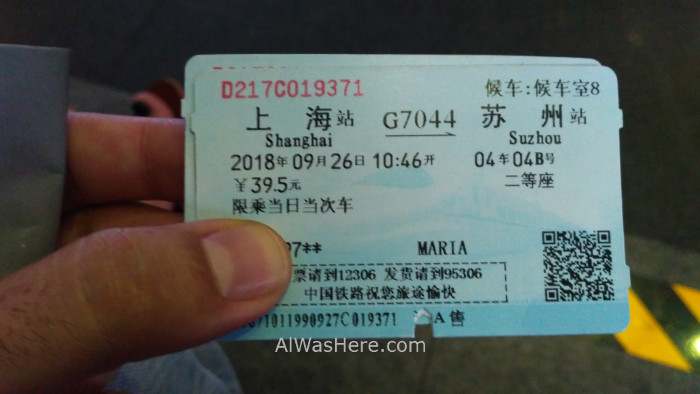 D217C019371 候车:候车室8
上海站 G7044 苏州站
Shanghai Suzhou
2018年09月26日10:46开 04车04B号
￥39.5元 二等座
限乘当日当次车
97** MARIA
票请到12306 发货请到95306
中国铁路祝您旅途愉快
1011990927C019371 A售
AIWasHere.com